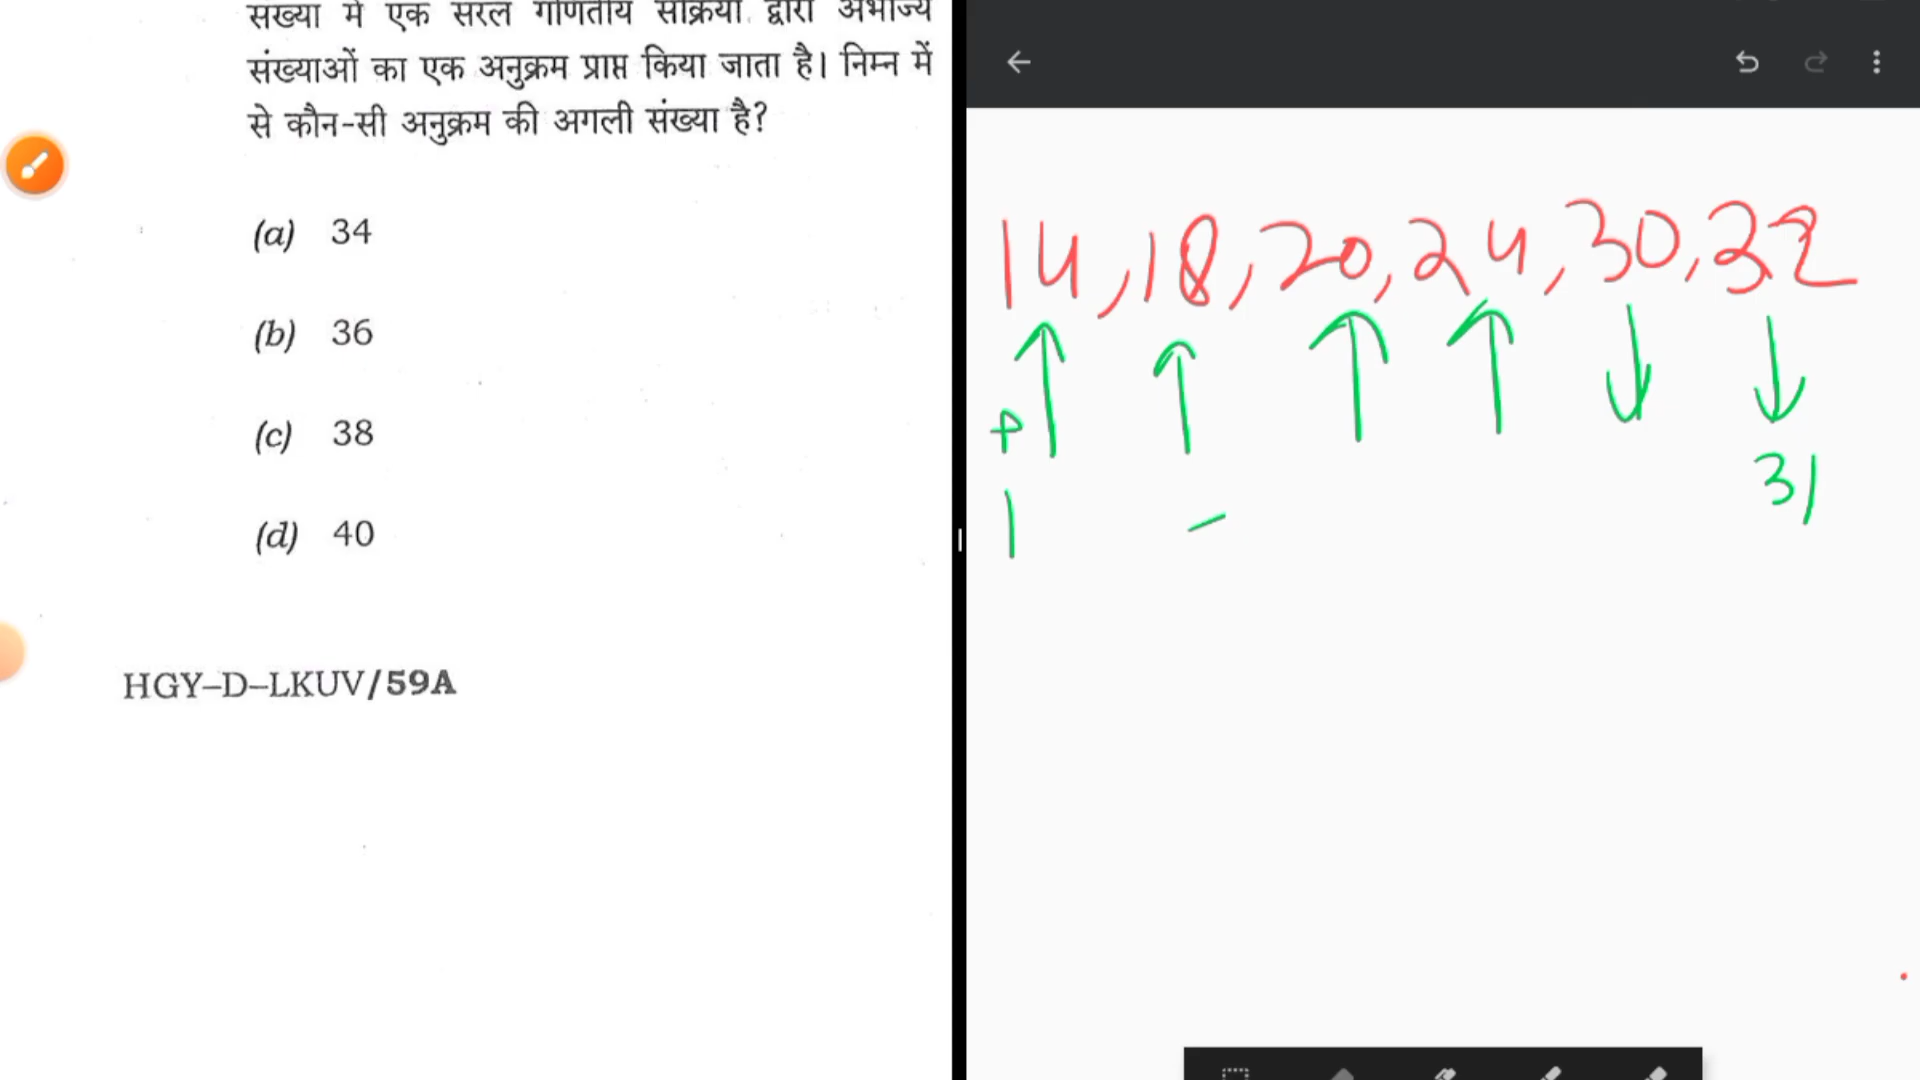 संख्या में एक सरल गणितीय संक्रिया द्वारा अभाज्य
संख्याओं का एक अनुक्रम प्राप्त किया जाता है। निम्न में
से कौन-सी अनुक्रम की अगली संख्या है?
(a) 34
(b) 36
(c) 38
(d) 40
HGY–D–LKUV/59A
14, 18, 20, 24, 30, 32
+
31
1 –